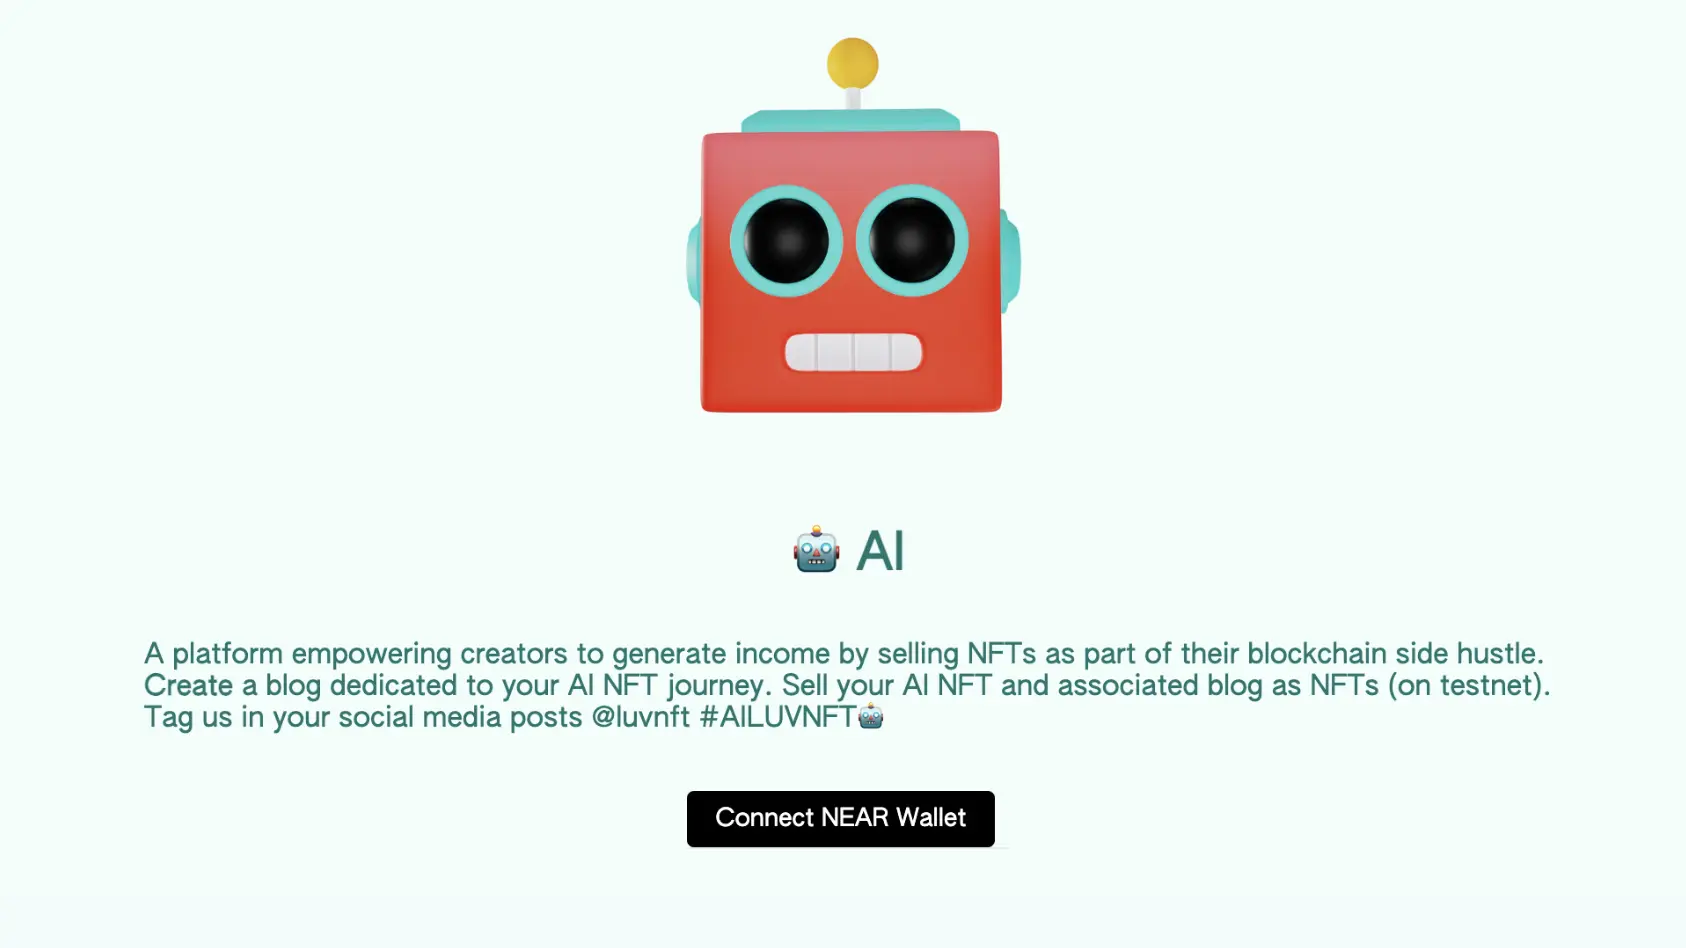 🤖 AI
A platform empowering creators to generate income by selling NFTs as part of their blockchain side hustle.
Create a blog dedicated to your AI NFT journey. Sell your AI NFT and associated blog as NFTs (on testnet).
Tag us in your social media posts @luvnft #AILUVNFT🤖
Connect NEAR Wallet